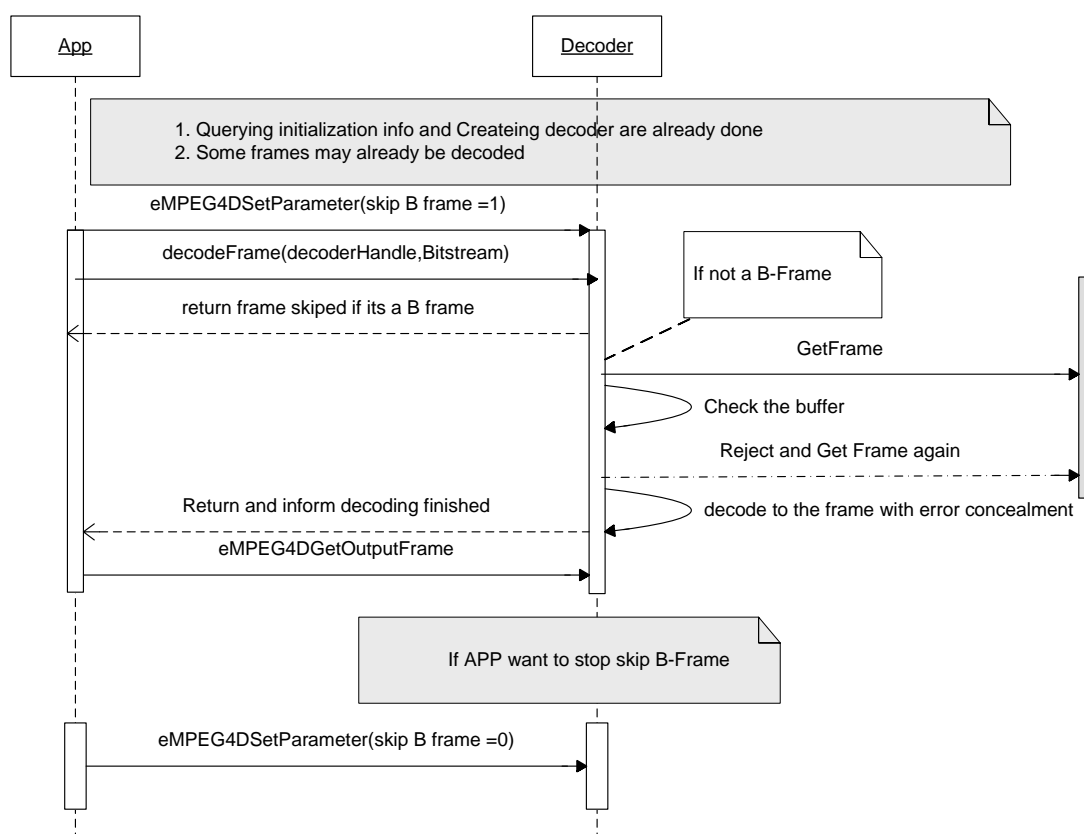 App
Decoder
1. Querying initialization info and Createing decoder are already done
2. Some frames may already be decoded
eMPEG4DSetParameter(skip B frame =1)
decodeFrame(decoderHandle,Bitstream)
If not a B-Frame
return frame skiped if its a B frame
GetFrame
Check the buffer
Reject and Get Frame again
Return and inform decoding finished
decode to the frame with error concealment
eMPEG4DGetOutputFrame
If APP want to stop skip B-Frame
eMPEG4DSetParameter(skip B frame =0)